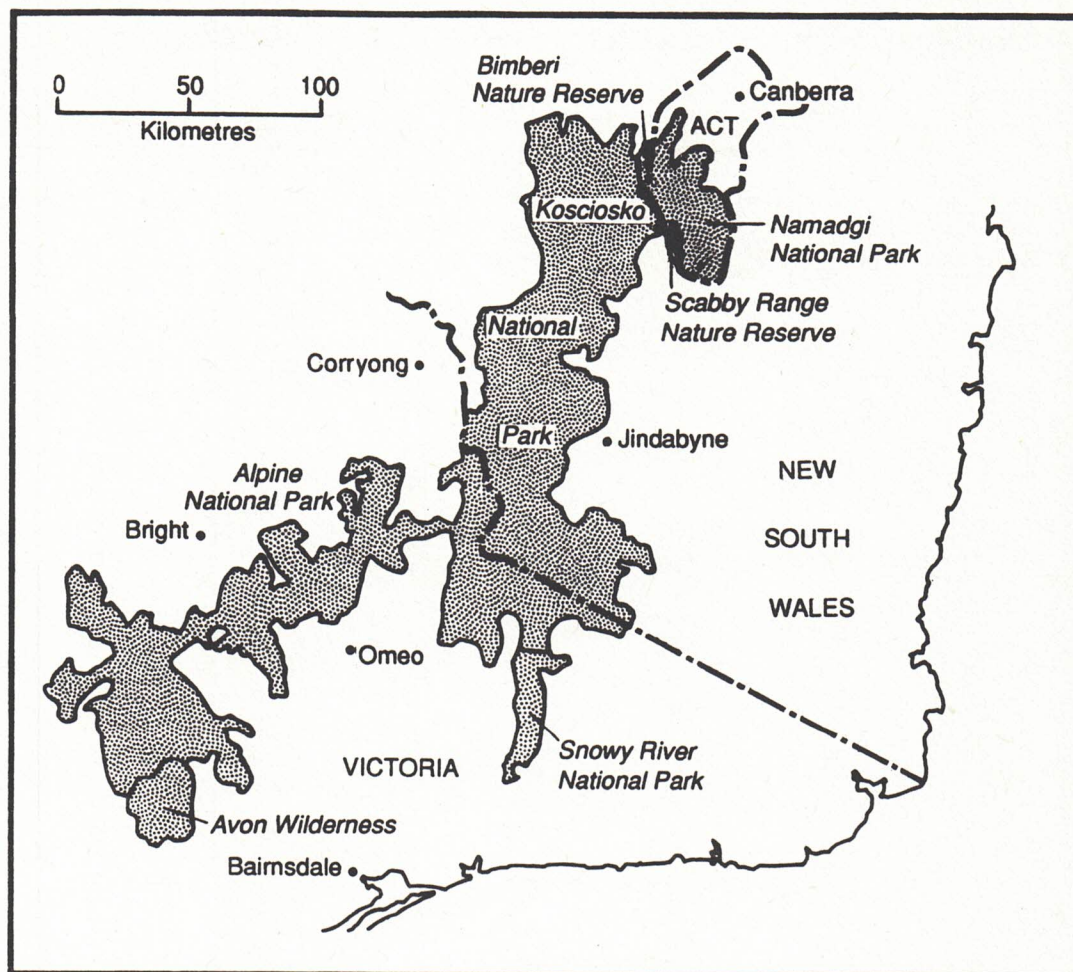 0 50 100
Kilometres
Bimberi
Nature Reserve
Canberra
ACT
Kosciosko
Namadgi
National Park
Scabby Range
Nature Reserve
National
Corryong
Park
Jindabyne
Alpine
National Park
Bright
NEW
SOUTH
WALES
Omeo
VICTORIA
Snowy River
National Park
Avon Wilderness
Bairnsdale